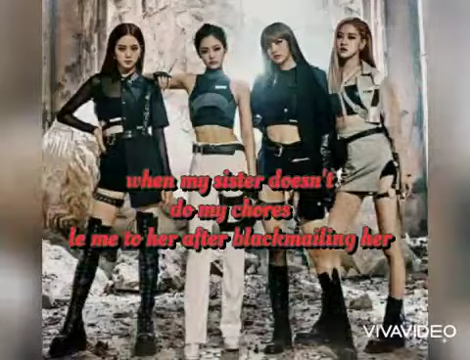 when my sister doesn't
do my chores
le me to her after blackmailing her
VIVAVIDEO